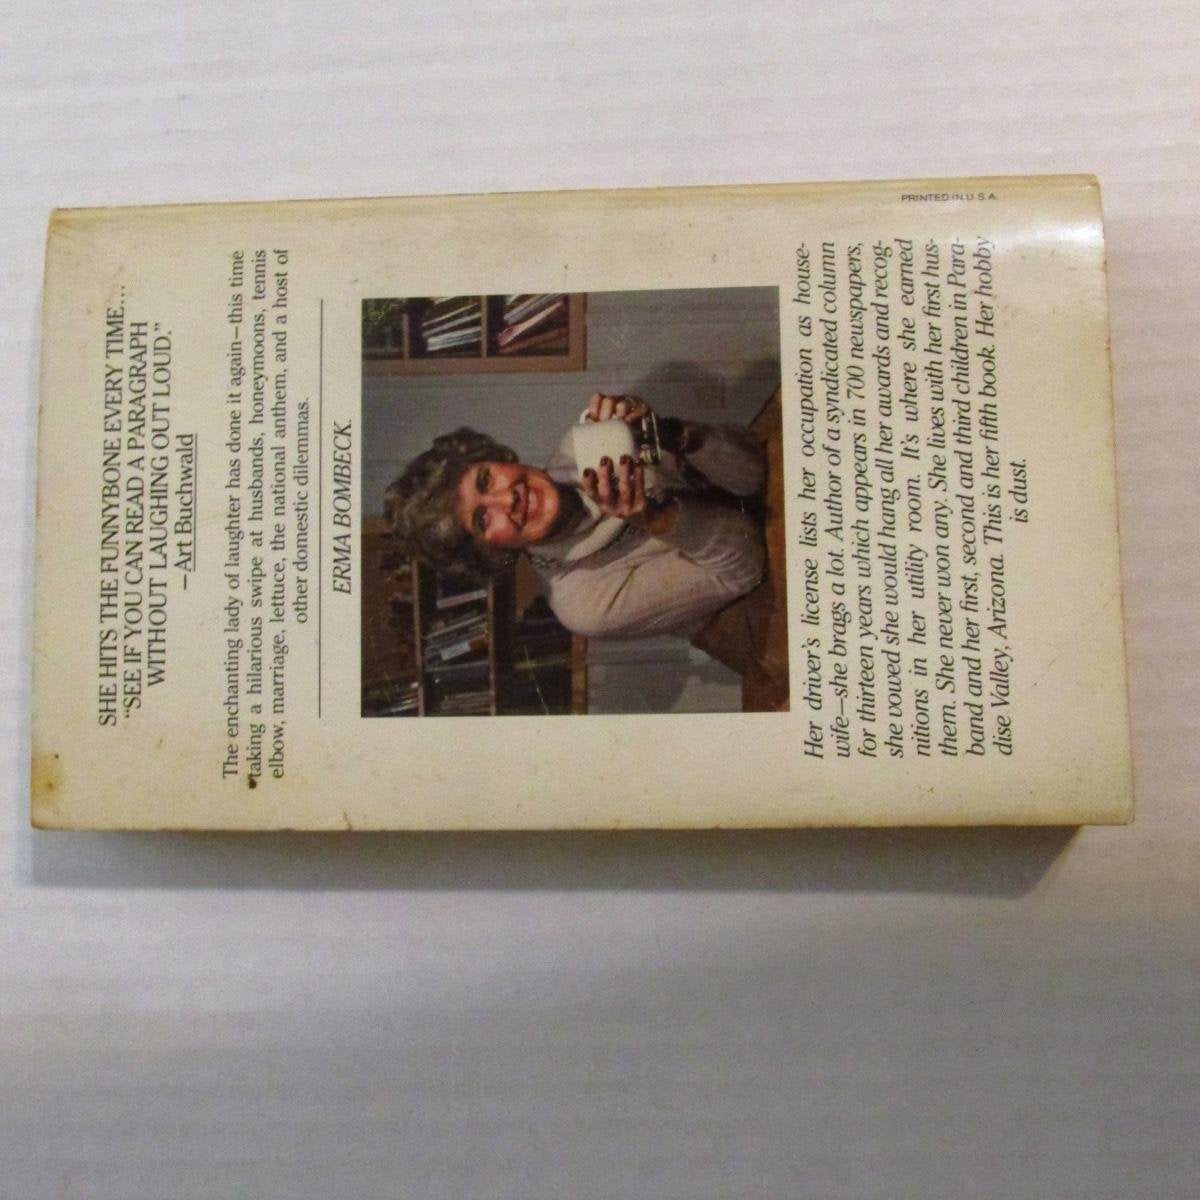 SHE HITS THE FUNNYBONE EVERY TIME...
“SEE IF YOU CAN READ A PARAGRAPH
WITHOUT LAUGHING OUT LOUD.”
—Art Buchwald
The enchanting lady of laughter has done it again—this time
taking a hilarious swipe at husbands, honeymoons, tennis
elbow, marriage, lettuce, the national anthem, and a host of
other domestic dilemmas.
ERMA BOMBECK.
Her driver's license lists her occupation as house-
wife—she brags a lot. Author of a syndicated column
for thirteen years which appears in 700 newspapers,
she vowed she would hang all her awards and recog-
nitions in her utility room. It's where she earned
them. She never won any. She lives with her first hus-
band and her first, second and third children in Para-
dise Valley, Arizona. This is her fifth book. Her hobby
is dust.
PRINTED IN U S A